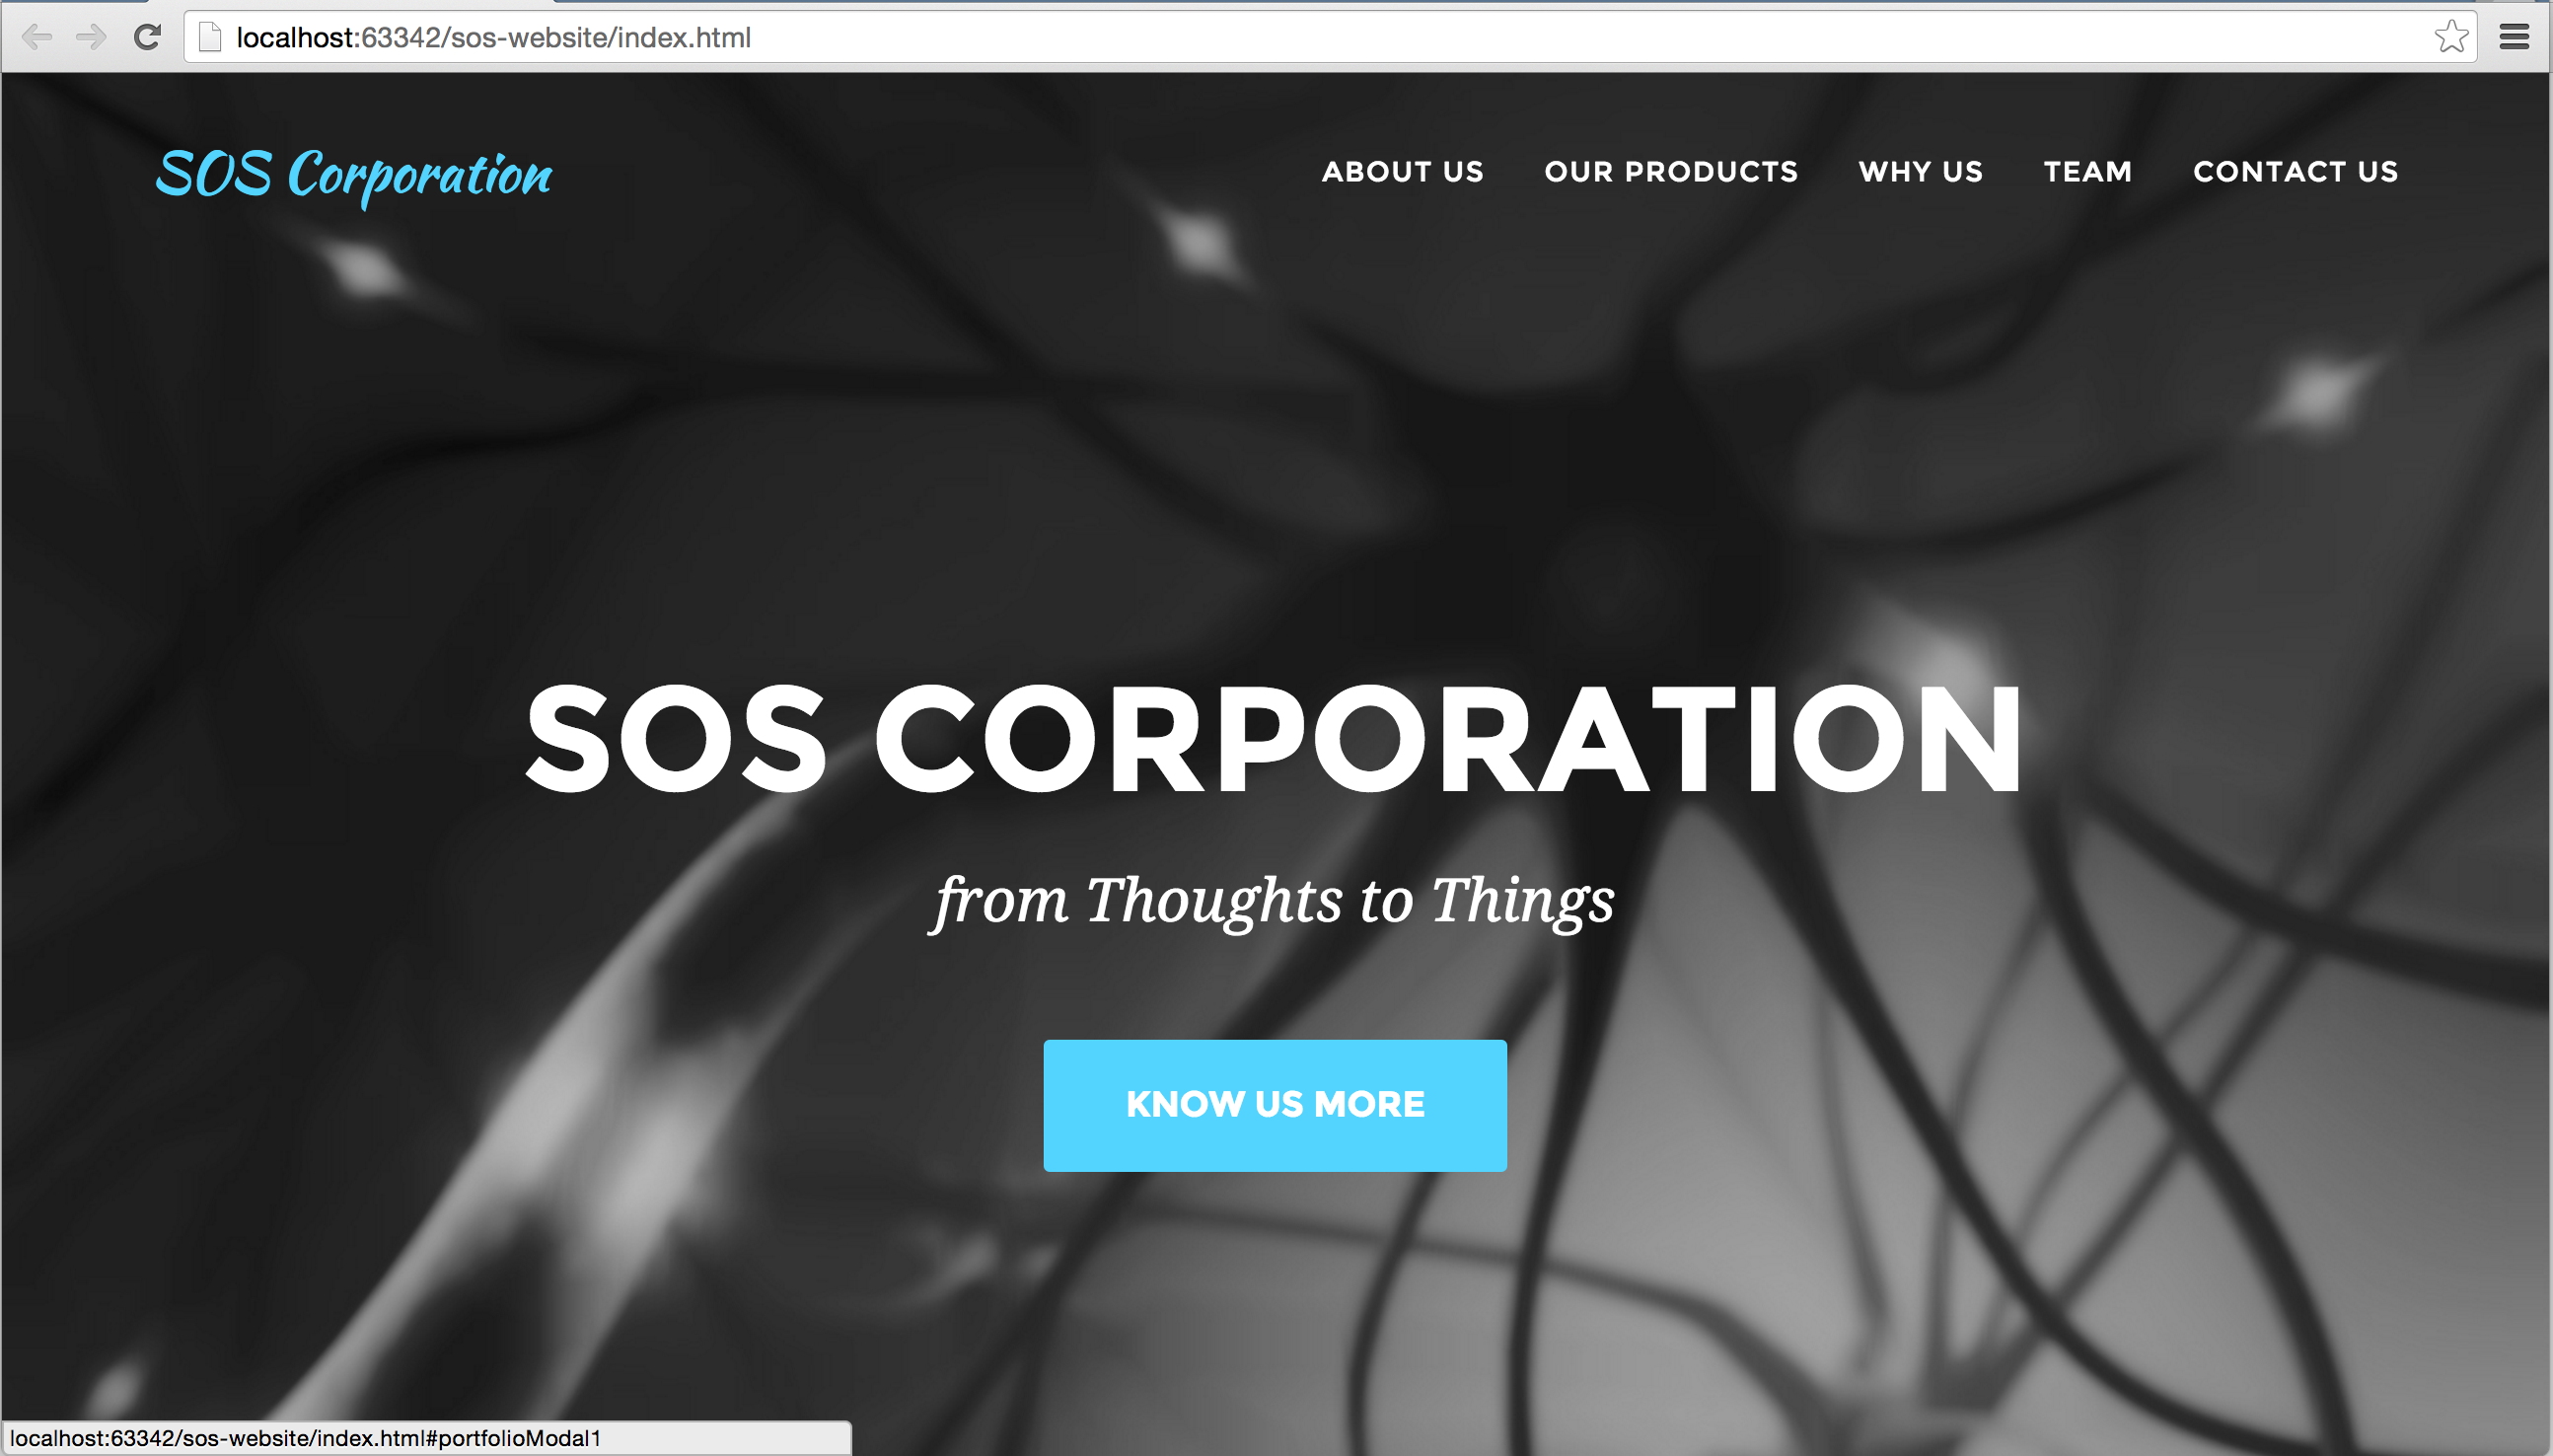 localhost:63342/sos-website/index.html
SOS Corporation
ABOUT US OUR PRODUCTS WHY US TEAM CONTACT US
SOS CORPORATION
from Thoughts to Things
KNOW US MORE
localhost:63342/sos-website/index.html#portfolioModal1